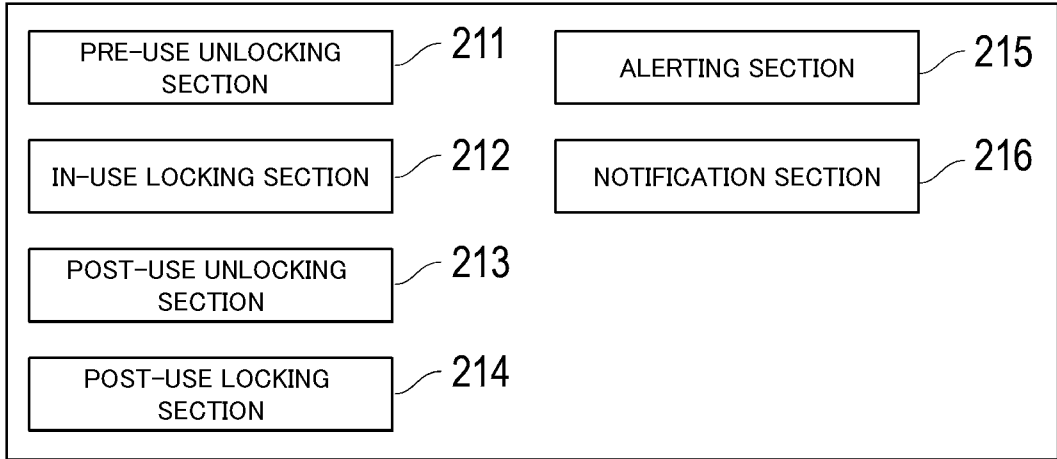 PRE-USE UNLOCKING
SECTION
211
IN-USE LOCKING SECTION
212
POST-USE UNLOCKING
SECTION
213
POST-USE LOCKING
SECTION
214
ALERTING SECTION
215
NOTIFICATION SECTION
216